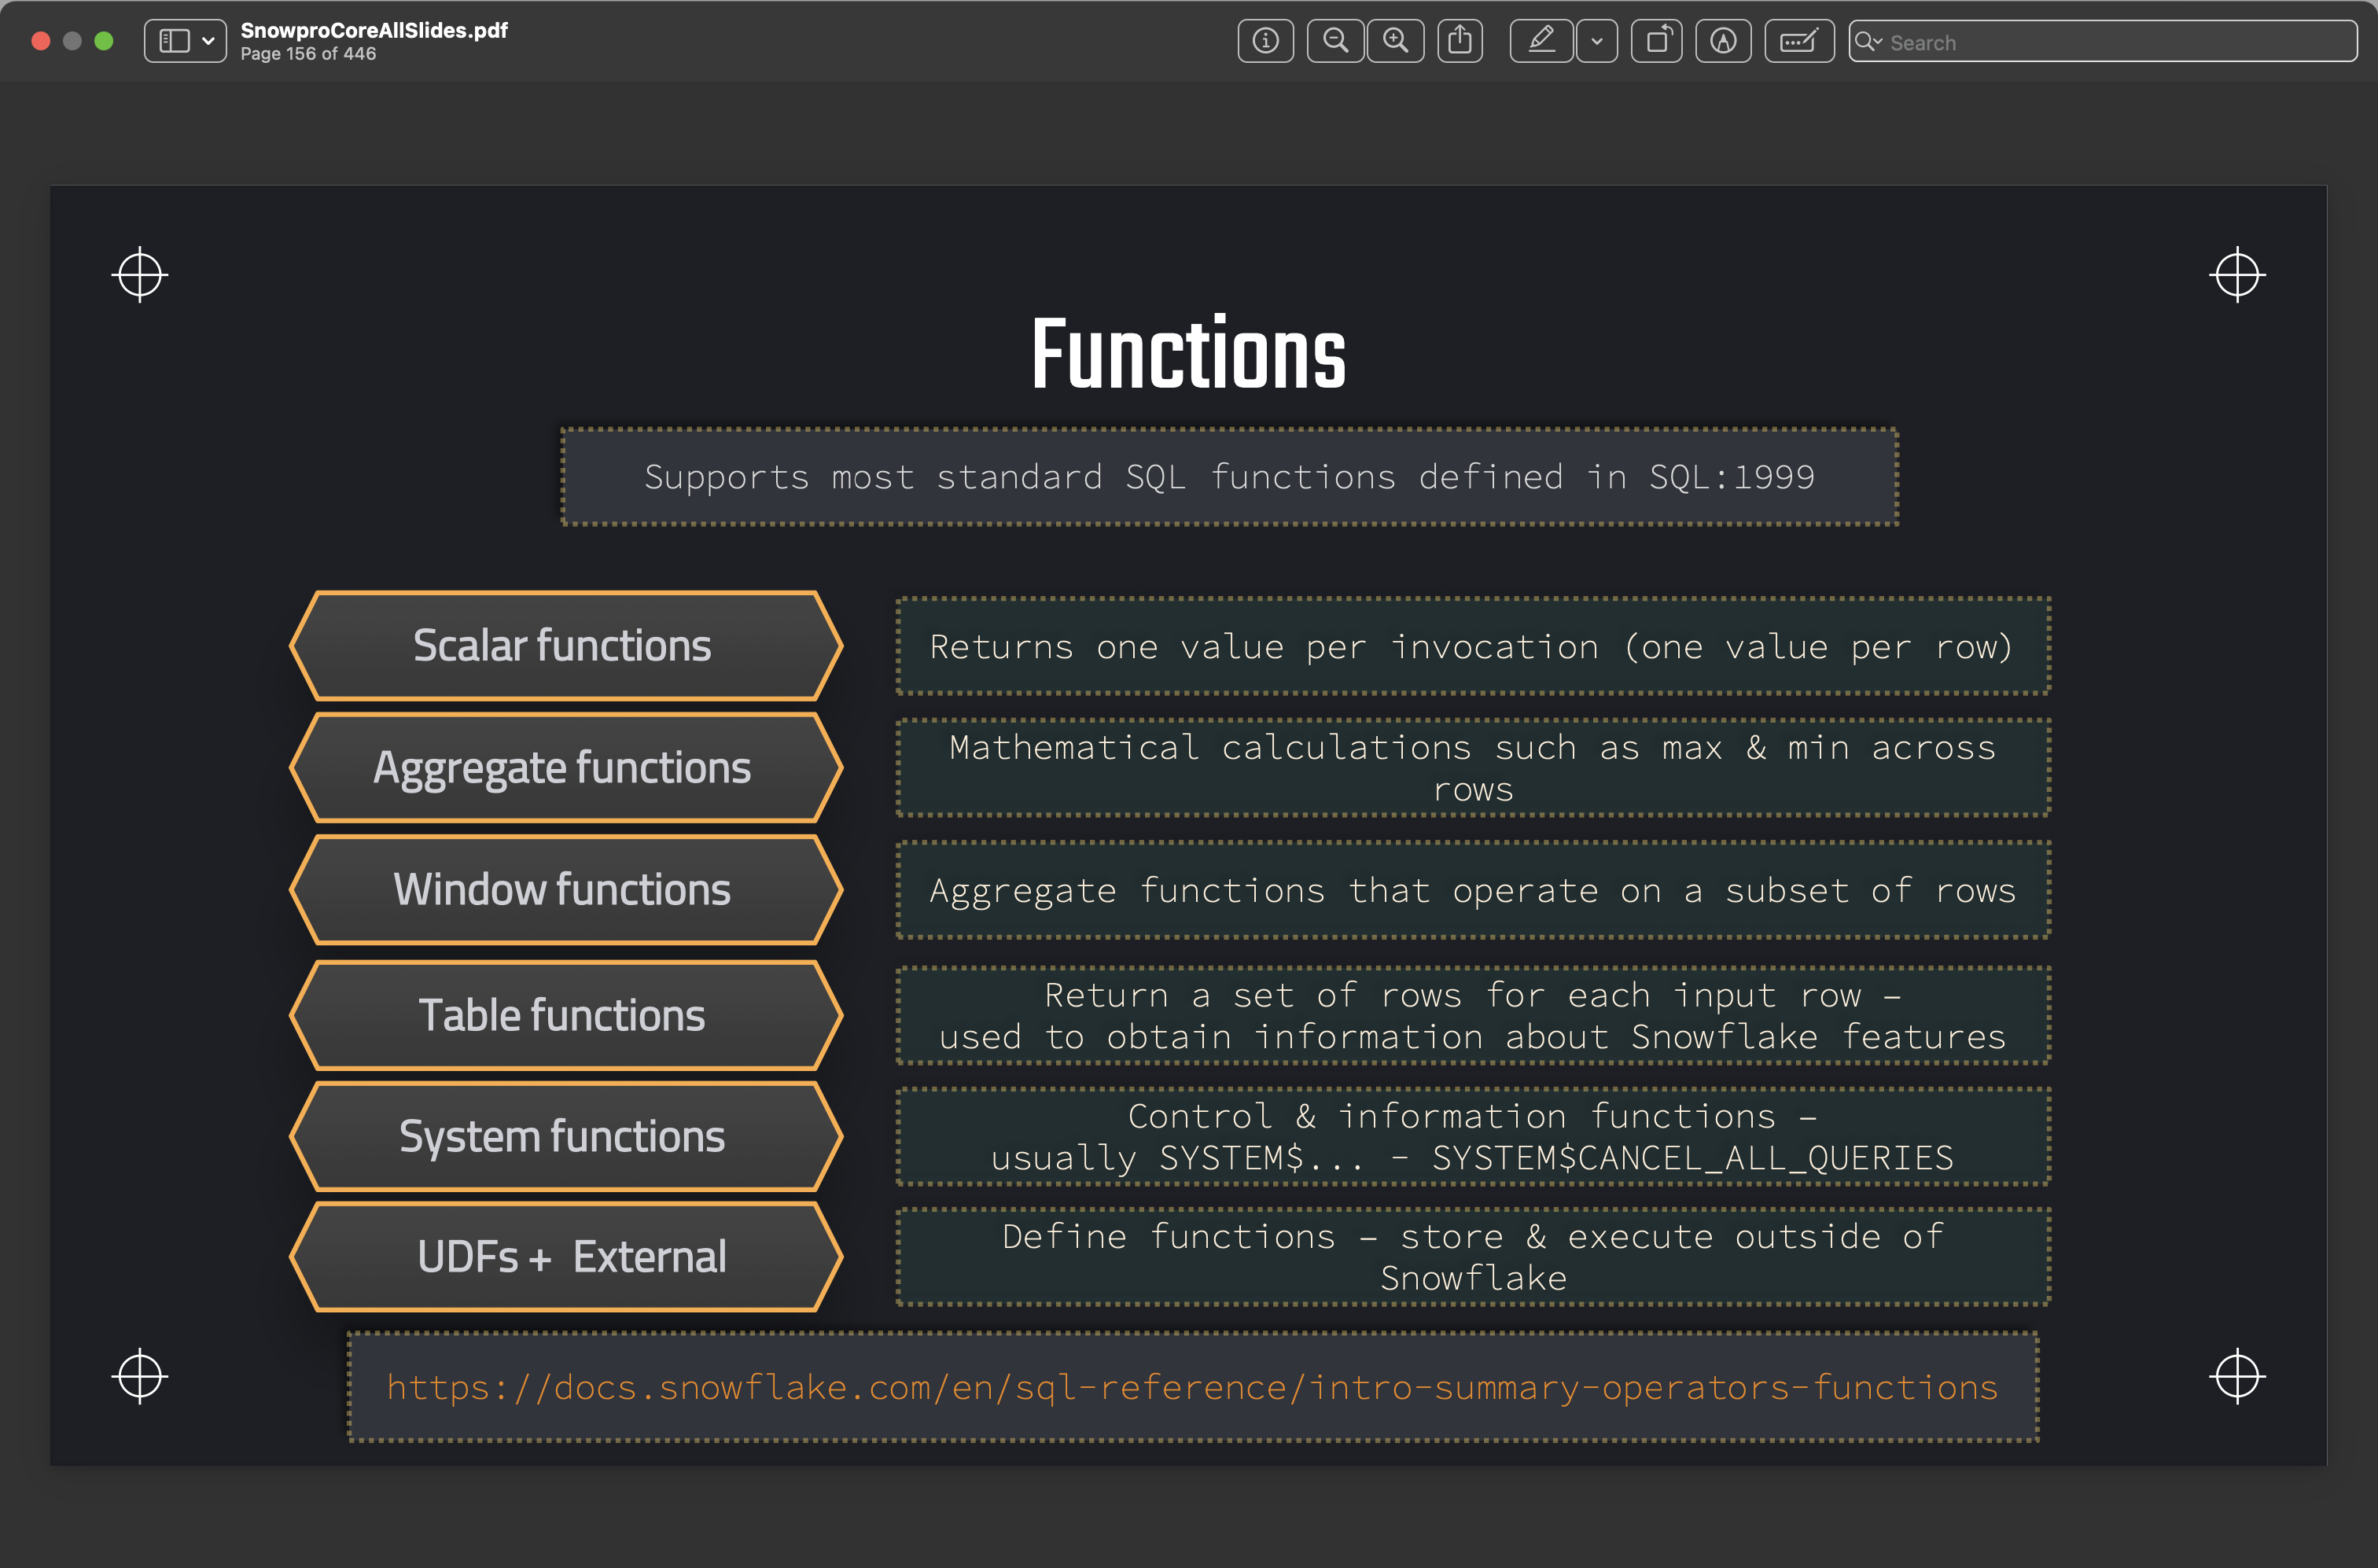 SnowproCoreAllSlides.pdf
Page 156 of 446
Search
Functions
Supports most standard SQL functions defined in SQL:1999
Scalar functions
Returns one value per invocation (one value per row)
Aggregate functions
Mathematical calculations such as max & min across
rows
Window functions
Aggregate functions that operate on a subset of rows
Table functions
Return a set of rows for each input row –
used to obtain information about Snowflake features
System functions
Control & information functions –
usually SYSTEM$... – SYSTEM$CANCEL_ALL_QUERIES
UDFs +  External
Define functions – store & execute outside of
Snowflake
https://docs.snowflake.com/en/sql-reference/intro-summary-operators-functions